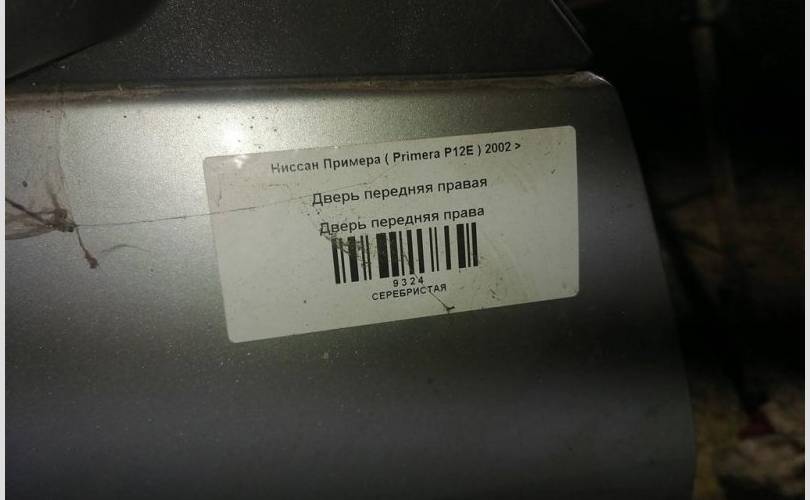 Ниссан Примера ( Primera P12E ) 2002 >
Дверь передняя правая
Дверь передняя права
9324
СЕРЕБРИСТАЯ